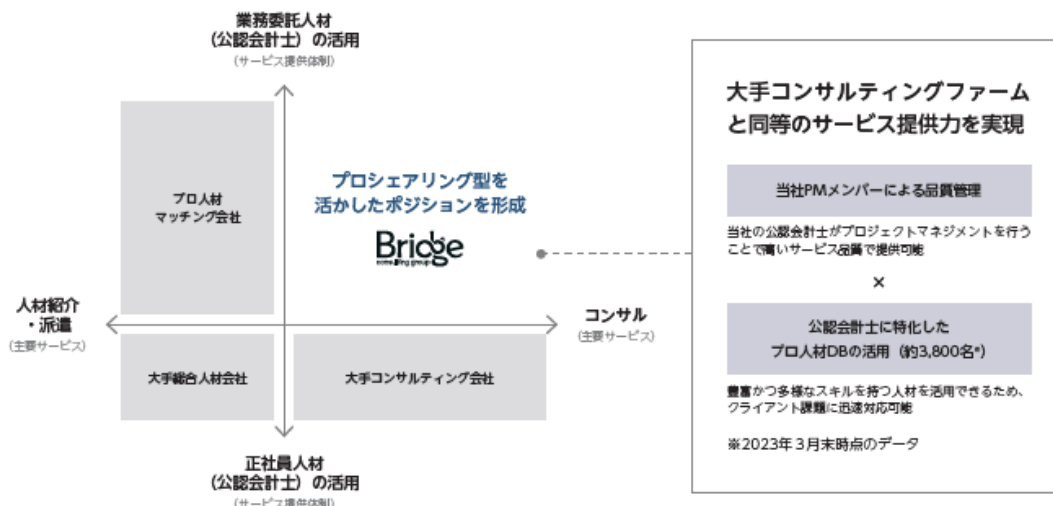 業務委託人材
（公認会計士）の活用
（サービス提供体制）
プロ人材
マッチング会社
プロシェアリング型を
活かしたポジションを形成
Bridge
consulting group
人材紹介
・派遣
（主要サービス）
コンサル
（主要サービス）
大手総合人材会社
大手コンサルティング会社
正社員人材
（公認会計士）の活用
（サービス提供体制）
大手コンサルティングファーム
と同等のサービス提供力を実現
当社PMメンバーによる品質管理
当社の公認会計士がプロジェクトマネジメントを行う
ことで高いサービス品質で提供可能
×
公認会計士に特化した
プロ人材DBの活用（約3,800名※）
豊富かつ多様なスキルを持つ人材を活用できるため、
クライアント課題に迅速対応可能
※2023年3月末時点のデータ